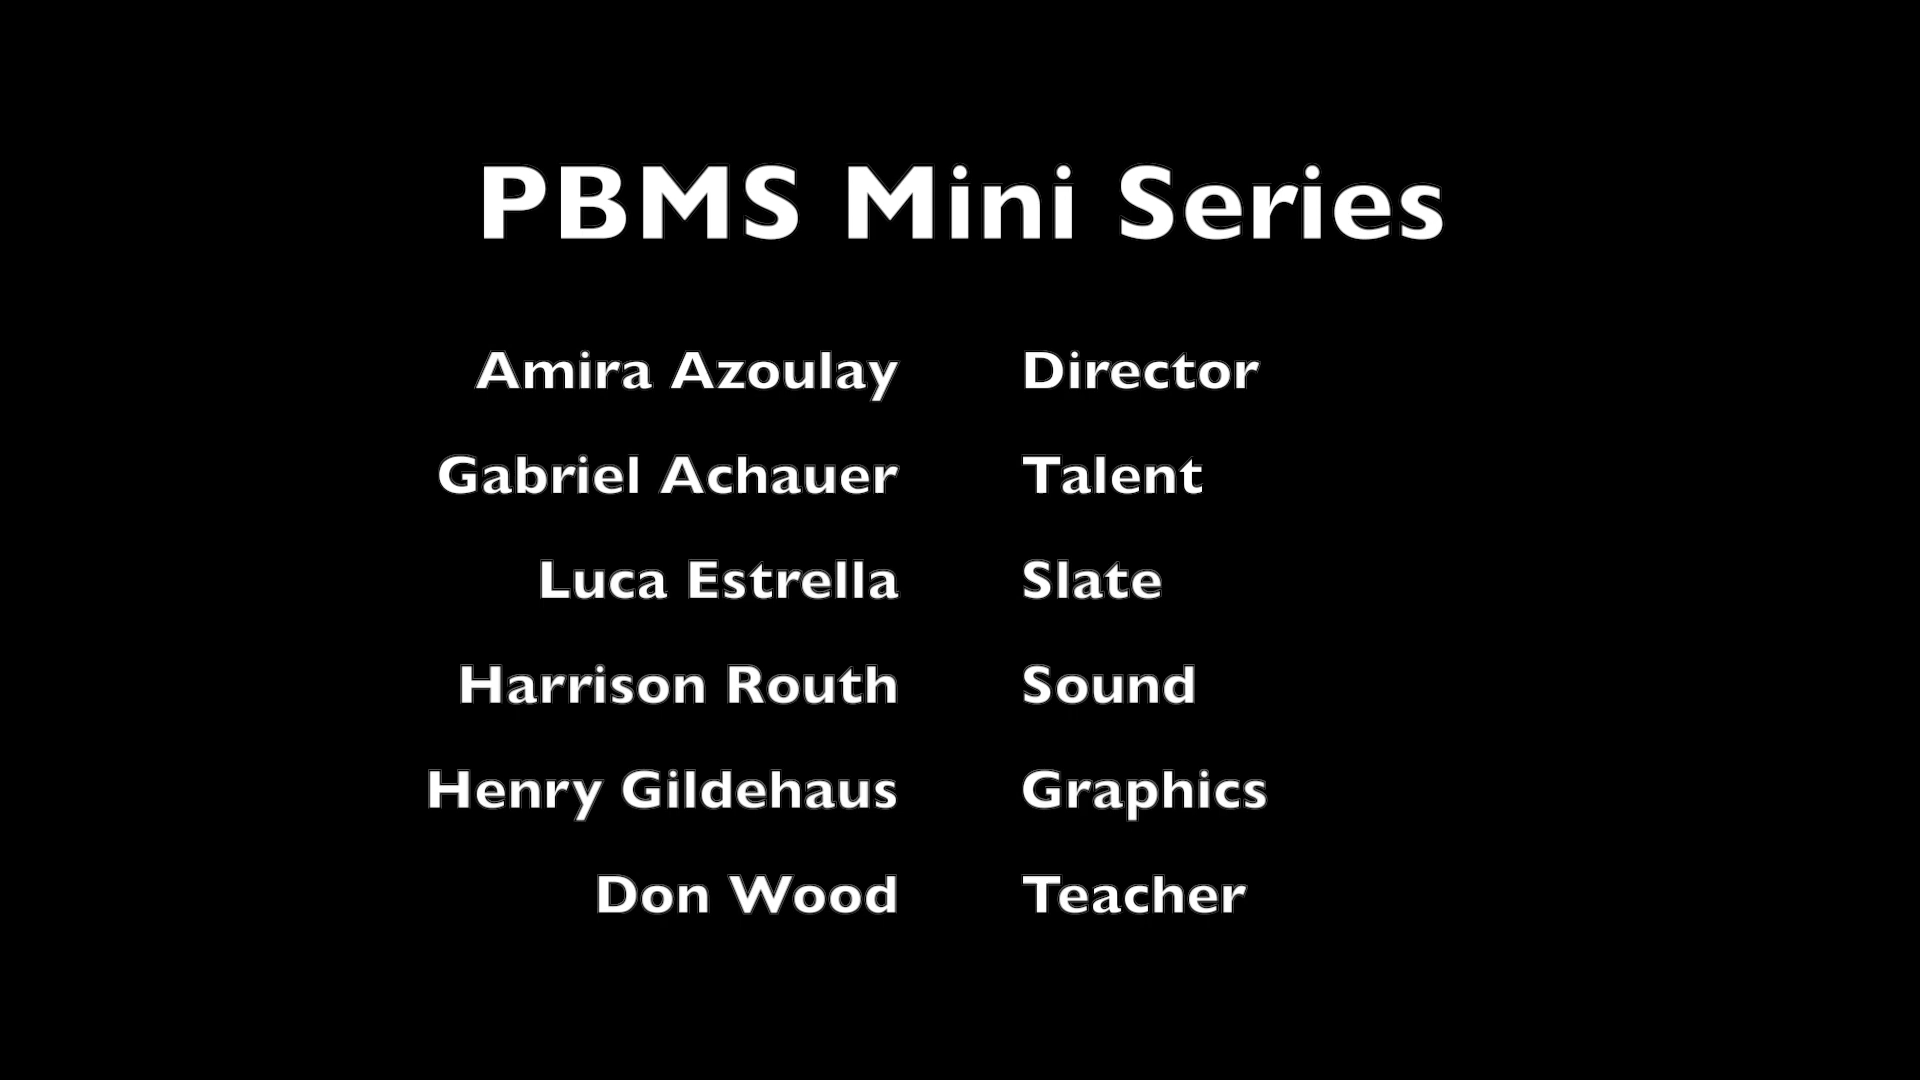 PBMS Mini Series
Amira Azoulay Director
Gabriel Achauer Talent
Luca Estrella Slate
Harrison Routh Sound
Henry Gildehaus Graphics
Don Wood Teacher